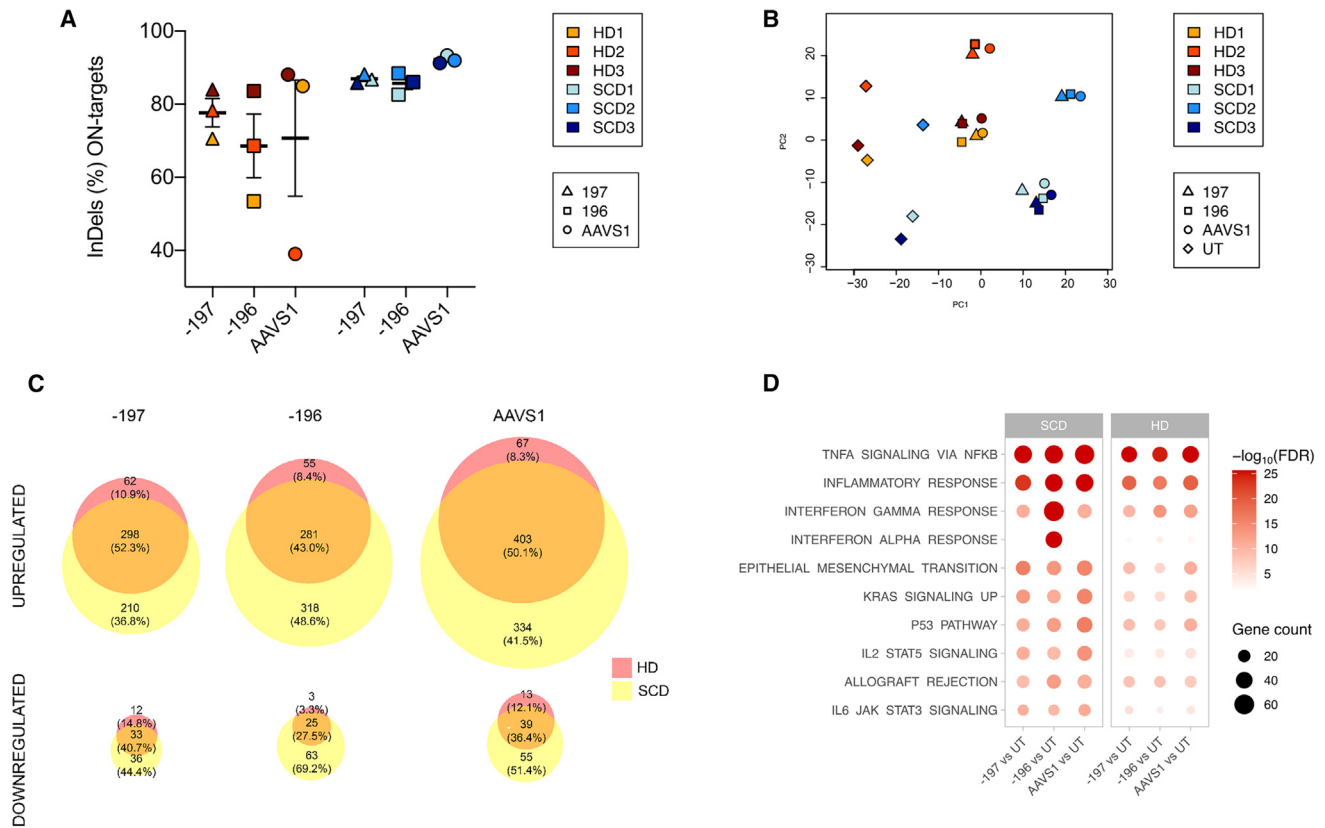 A
InDels (%) ON-targets
100
80
60
40
-197
-196
AAVS1
-197
-196
AAVS1
HD1
HD2
HD3
SCD1
SCD2
SCD3
197
196
AAVS1
B
PC2
20
10
0
−10
−20
−30
−30
−20
−10
0
10
20
30
PC1
HD1
HD2
HD3
SCD1
SCD2
SCD3
197
196
AAVS1
UT
C
-197
-196
AAVS1
UPREGULATED
62
(10.9%)
298
(52.3%)
210
(36.8%)
55
(8.4%)
281
(43.0%)
318
(48.6%)
67
(8.3%)
403
(50.1%)
334
(41.5%)
HD
SCD
DOWNREGULATED
12
(14.8%)
33
(40.7%)
36
(44.4%)
3
(3.3%)
25
(27.5%)
63
(69.2%)
13
(12.1%)
39
(36.4%)
55
(51.4%)
D
SCD
HD
TNFA SIGNALING VIA NFKB
INFLAMMATORY RESPONSE
INTERFERON GAMMA RESPONSE
INTERFERON ALPHA RESPONSE
EPITHELIAL MESENCHYMAL TRANSITION
KRAS SIGNALING UP
P53 PATHWAY
IL2 STAT5 SIGNALING
ALLOGRAFT REJECTION
IL6 JAK STAT3 SIGNALING
-197 vs UT
-196 vs UT
AAVS1 vs UT
-197 vs UT
-196 vs UT
AAVS1 vs UT
−log10(FDR)
25
20
15
10
5
Gene count
20
40
60